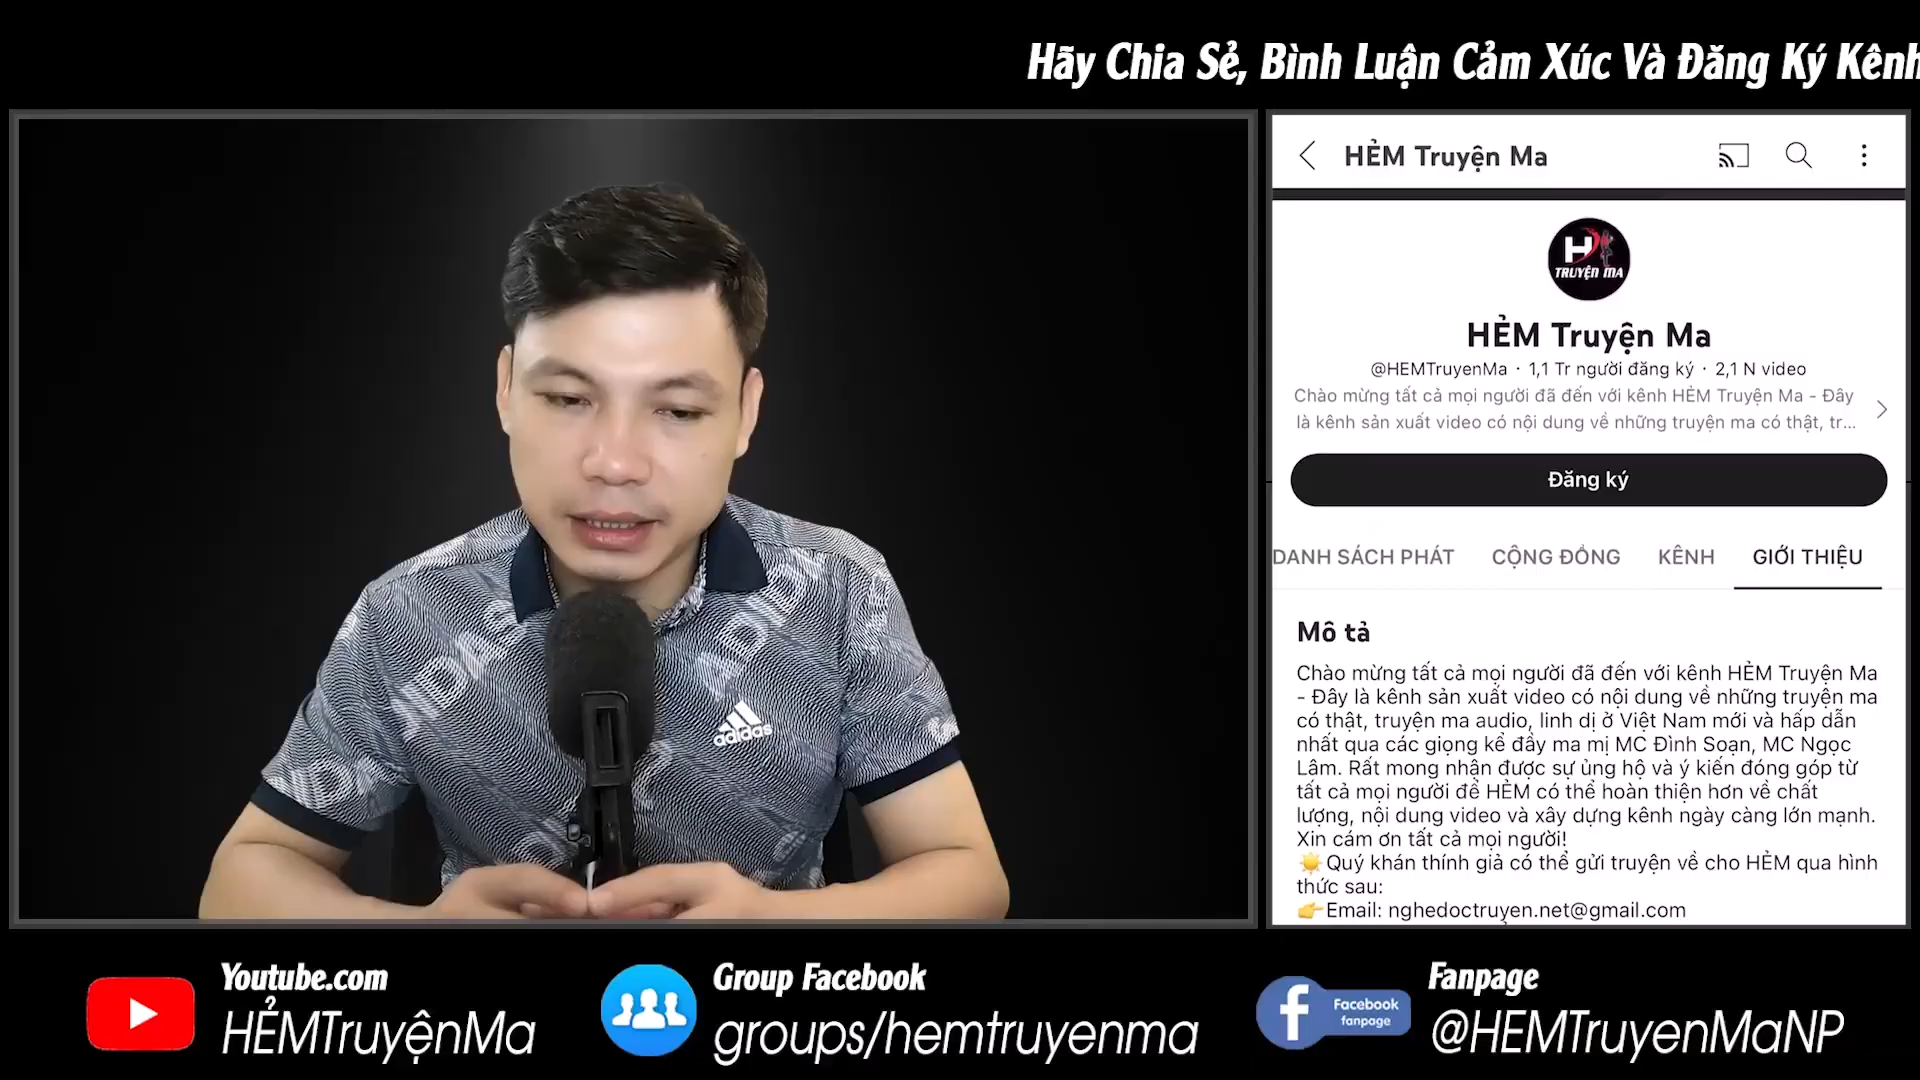 Hãy Chia Sẻ, Bình Luận Cảm Xúc Và Đăng Ký Kênh
HẺM Truyện Ma
H
TRUYỆN MA
HẺM Truyện Ma
@HEMTruyenMa · 1,1 Tr người đăng ký · 2,1 N video
Chào mừng tất cả mọi người đã đến với kênh HẺM Truyện Ma - Đây
là kênh sản xuất video có nội dung về những truyện ma có thật, tr...
Đăng ký
DANH SÁCH PHÁT CỘNG ĐỒNG KÊNH GIỚI THIỆU
Mô tả
Chào mừng tất cả mọi người đã đến với kênh HẺM Truyện Ma
- Đây là kênh sản xuất video có nội dung về những truyện ma
có thật, truyện ma audio, linh dị ở Việt Nam mới và hấp dẫn
nhất qua các giọng kể đầy ma mị MC Đình Soạn, MC Ngọc
Lâm. Rất mong nhận được sự ủng hộ và ý kiến đóng góp từ
tất cả mọi người để HẺM có thể hoàn thiện hơn về chất
lượng, nội dung video và xây dựng kênh ngày càng lớn mạnh.
Xin cám ơn tất cả mọi người!
☀️Quý khán thính giả có thể gửi truyện về cho HẺM qua hình
thức sau:
👉Email: nghedoctruyen.net@gmail.com
adidas
Youtube.com
HẺMTruyệnMa
Group Facebook
groups/hemtruyenma
Facebook
fanpage
Fanpage
@HEMTruyenMaNP